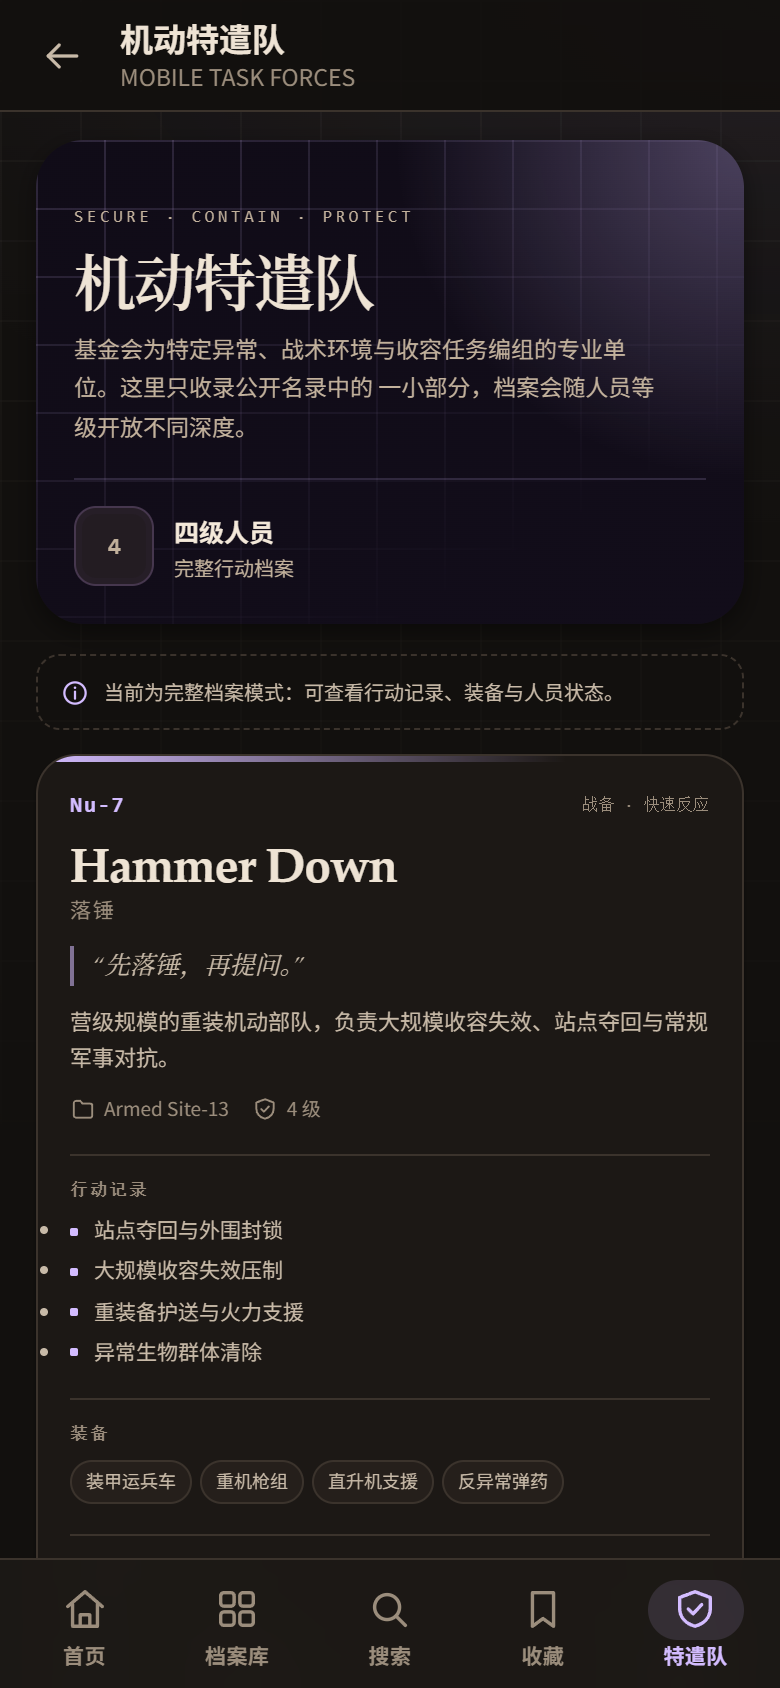 机动特遣队
MOBILE TASK FORCES
SECURE · CONTAIN · PROTECT
机动特遣队
基金会为特定异常、战术环境与收容任务编组的专业单
位。这里只收录公开名录中的一小部分，档案会随人员等
级开放不同深度。
4
四级人员
完整行动档案
当前为完整档案模式：可查看行动记录、装备与人员状态。
Nu-7
战备 · 快速反应
Hammer Down
落锤
“先落锤，再提问。”
营级规模的重装机动部队，负责大规模收容失效、站点夺回与常规
军事对抗。
Armed Site-13 4 级
行动记录
站点夺回与外围封锁
大规模收容失效压制
重装备护送与火力支援
异常生物群体清除
装备
装甲运兵车 重机枪组 直升机支援 反异常弹药
首页 档案库 搜索 收藏 特遣队